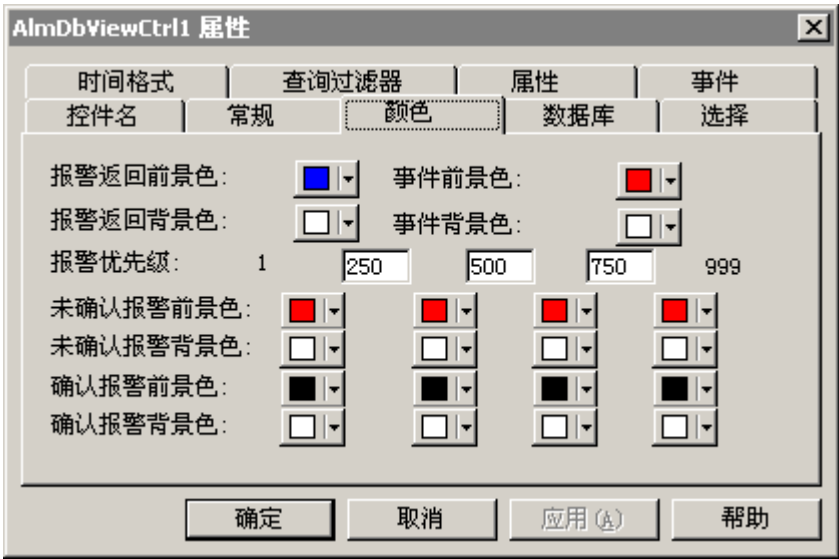 AlmDbViewCtrl1 属性
时间格式 查询过滤器 属性 事件
控件名 常规 颜色 数据库 选择
报警返回前景色: 事件前景色:
报警返回背景色: 事件背景色:
报警优先级: 1 250 500 750 999
未确认报警前景色:
未确认报警背景色:
确认报警前景色:
确认报警背景色:
确定 取消 应用(A) 帮助